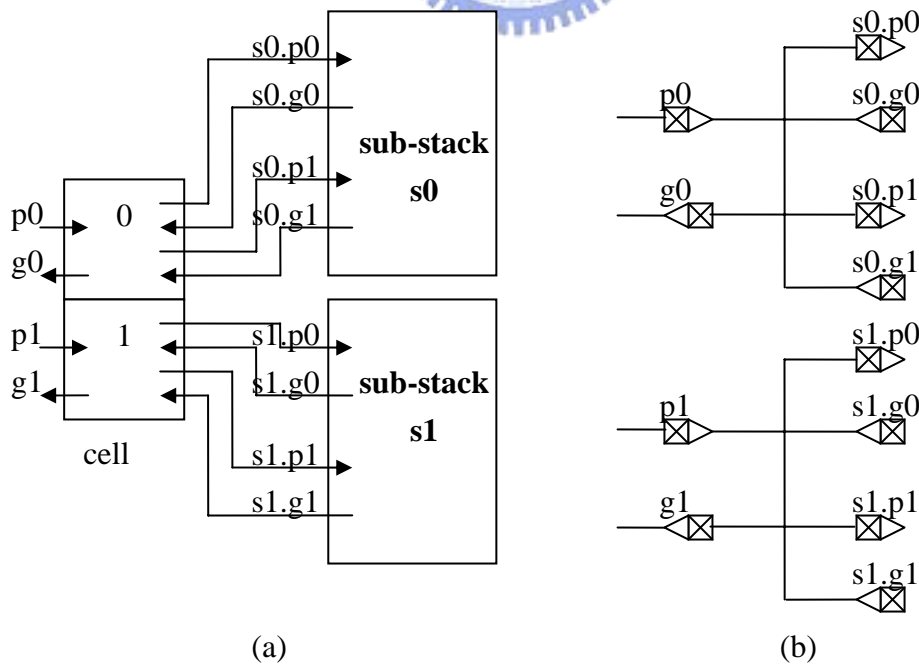 s0.p0
s0.g0
sub-stack
s0
s0.p1
s0.g1
p0
0
g0
p1
1
g1
cell
s1.p0
s1.g0
sub-stack
s1
s1.p1
s1.g1
(a)
s0.p0
p0
s0.g0
g0
s0.p1
s0.g1
s1.p0
p1
s1.g0
g1
s1.p1
s1.g1
(b)